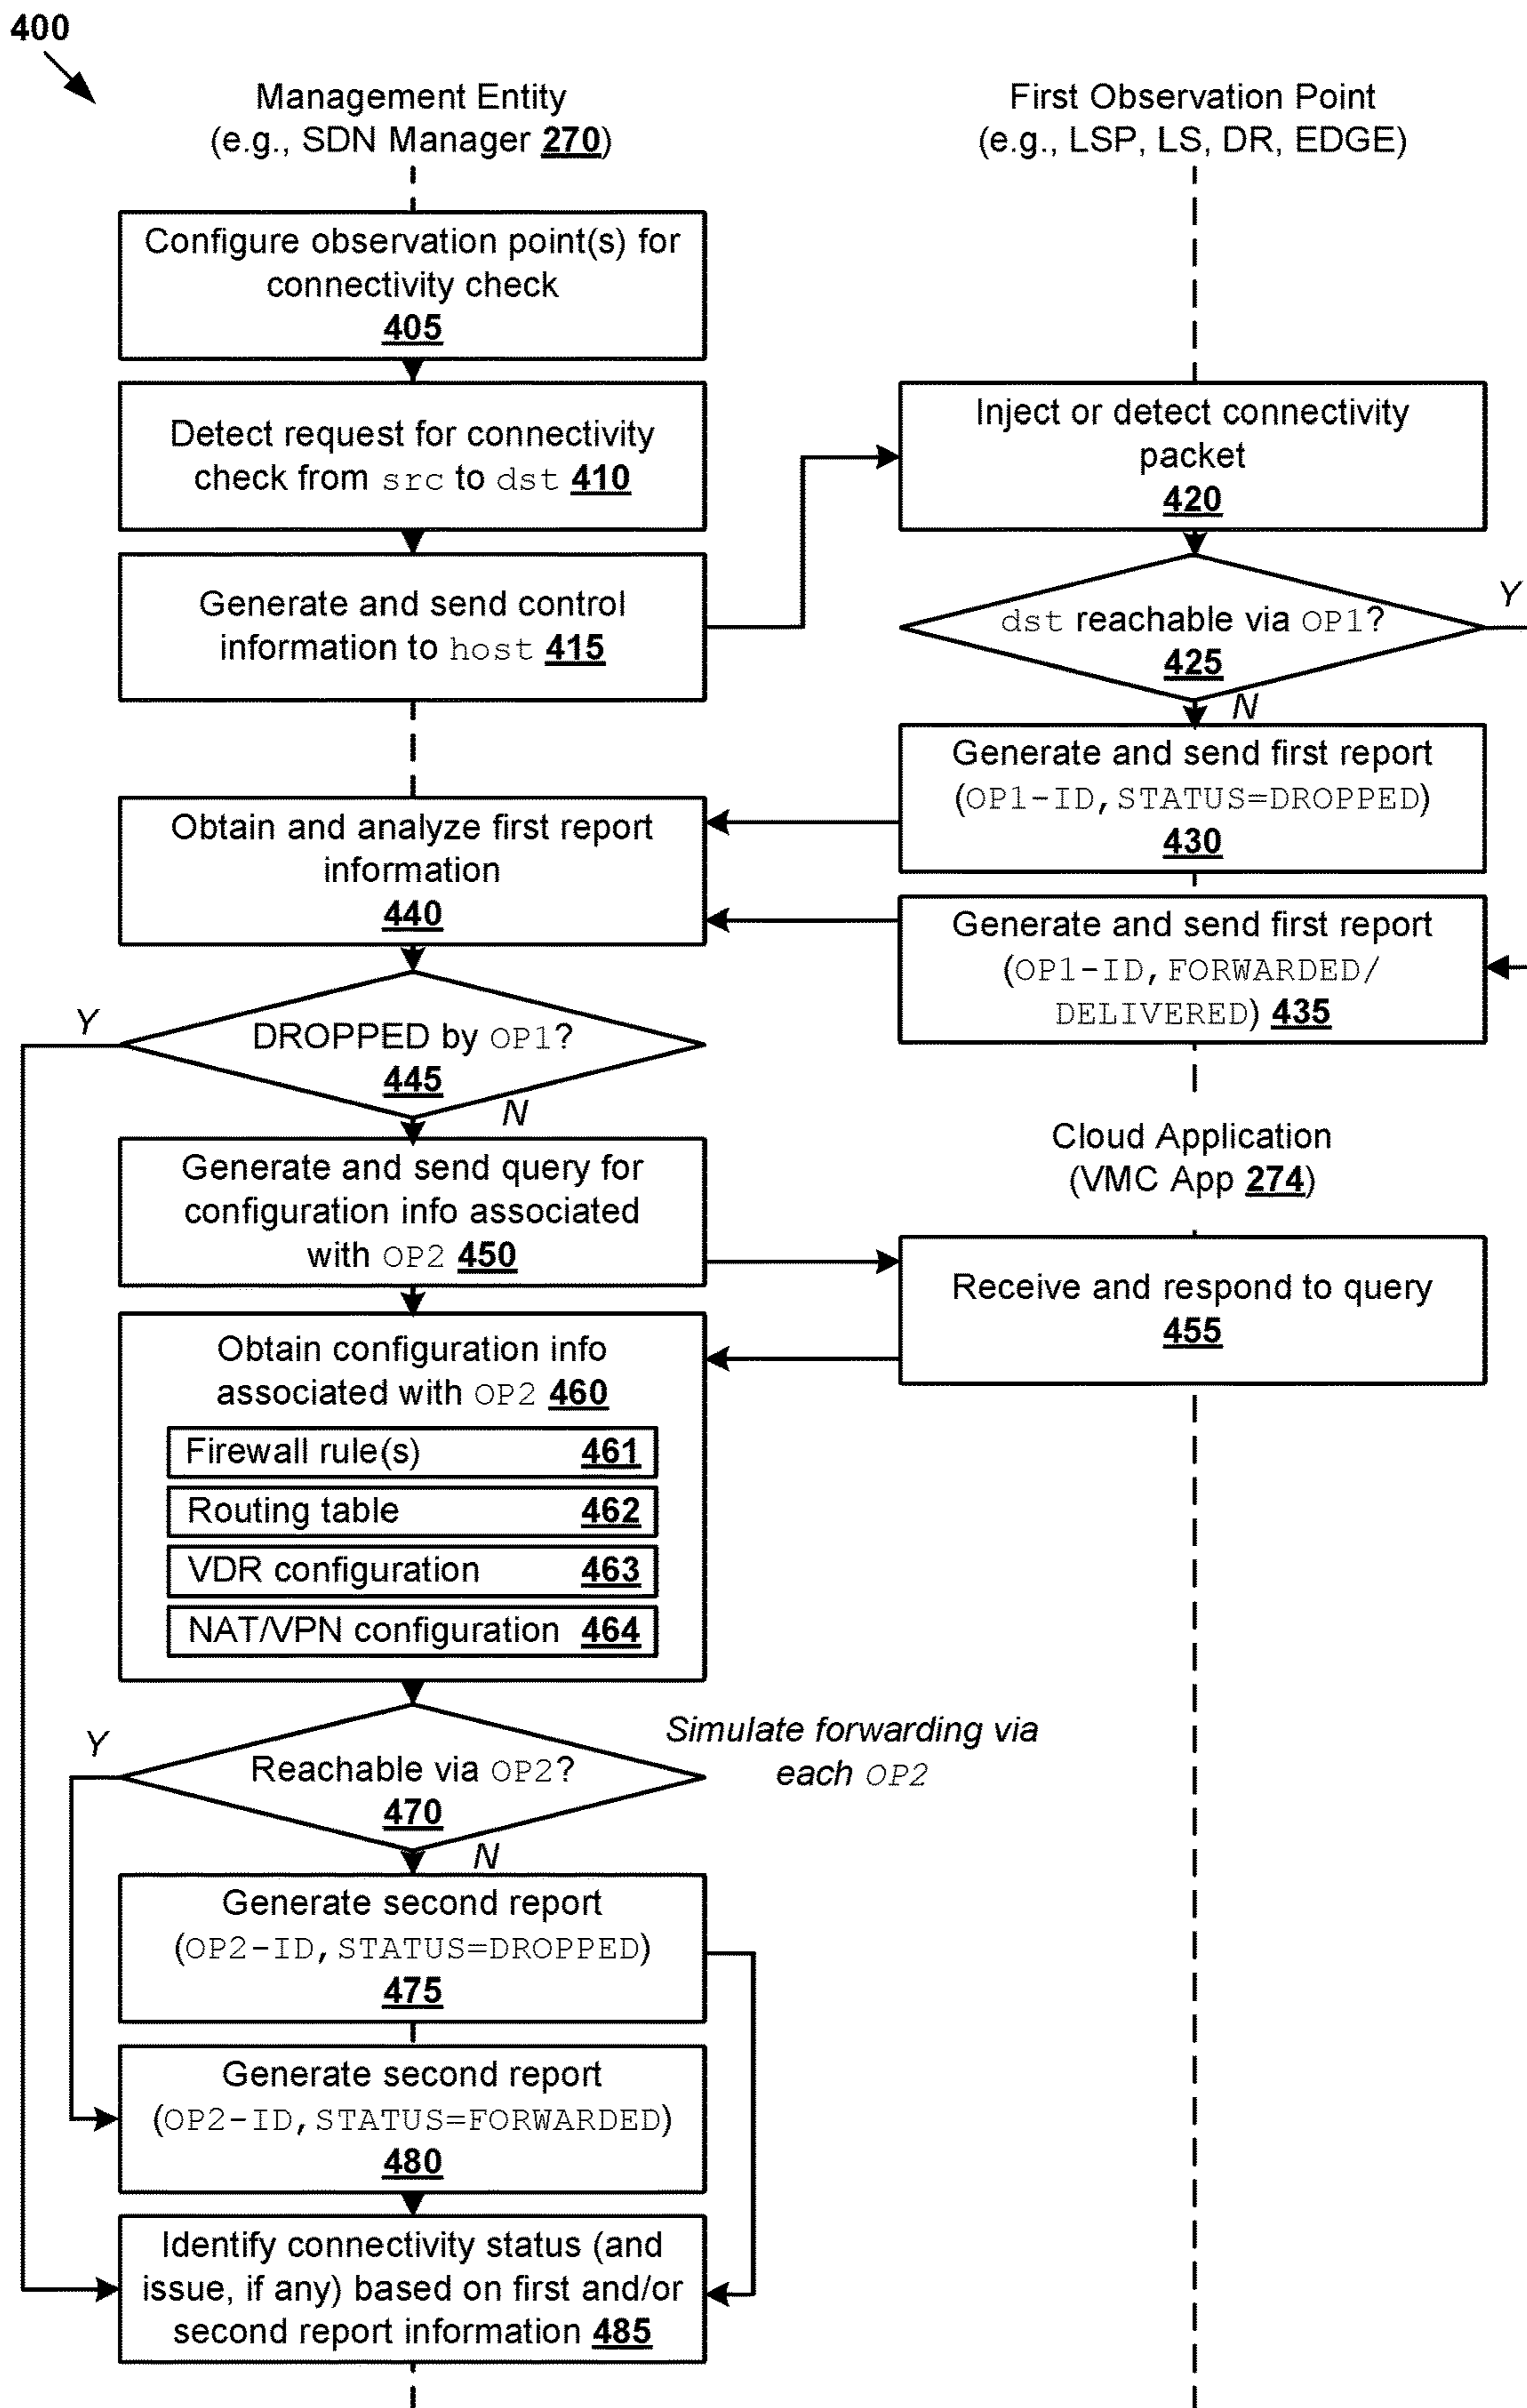 400
Management Entity
(e.g., SDN Manager 270)
First Observation Point
(e.g., LSP, LS, DR, EDGE)
Configure observation point(s) for
connectivity check
405
Detect request for connectivity
check from src to dst 410
Inject or detect connectivity
packet
420
Generate and send control
information to host 415
dst reachable via OP1?
425
Y
N
Generate and send first report
(OP1-ID, STATUS=DROPPED)
430
Obtain and analyze first report
information
440
Generate and send first report
(OP1-ID, FORWARDED/
DELIVERED) 435
Y
DROPPED by OP1?
445
N
Cloud Application
(VMC App 274)
Generate and send query for
configuration info associated
with OP2 450
Receive and respond to query
455
Obtain configuration info
associated with OP2 460
Firewall rule(s) 461
Routing table 462
VDR configuration 463
NAT/VPN configuration 464
Y
Reachable via OP2?
470
Simulate forwarding via
each OP2
N
Generate second report
(OP2-ID, STATUS=DROPPED)
475
Generate second report
(OP2-ID, STATUS=FORWARDED)
480
Identify connectivity status (and
issue, if any) based on first and/or
second report information 485